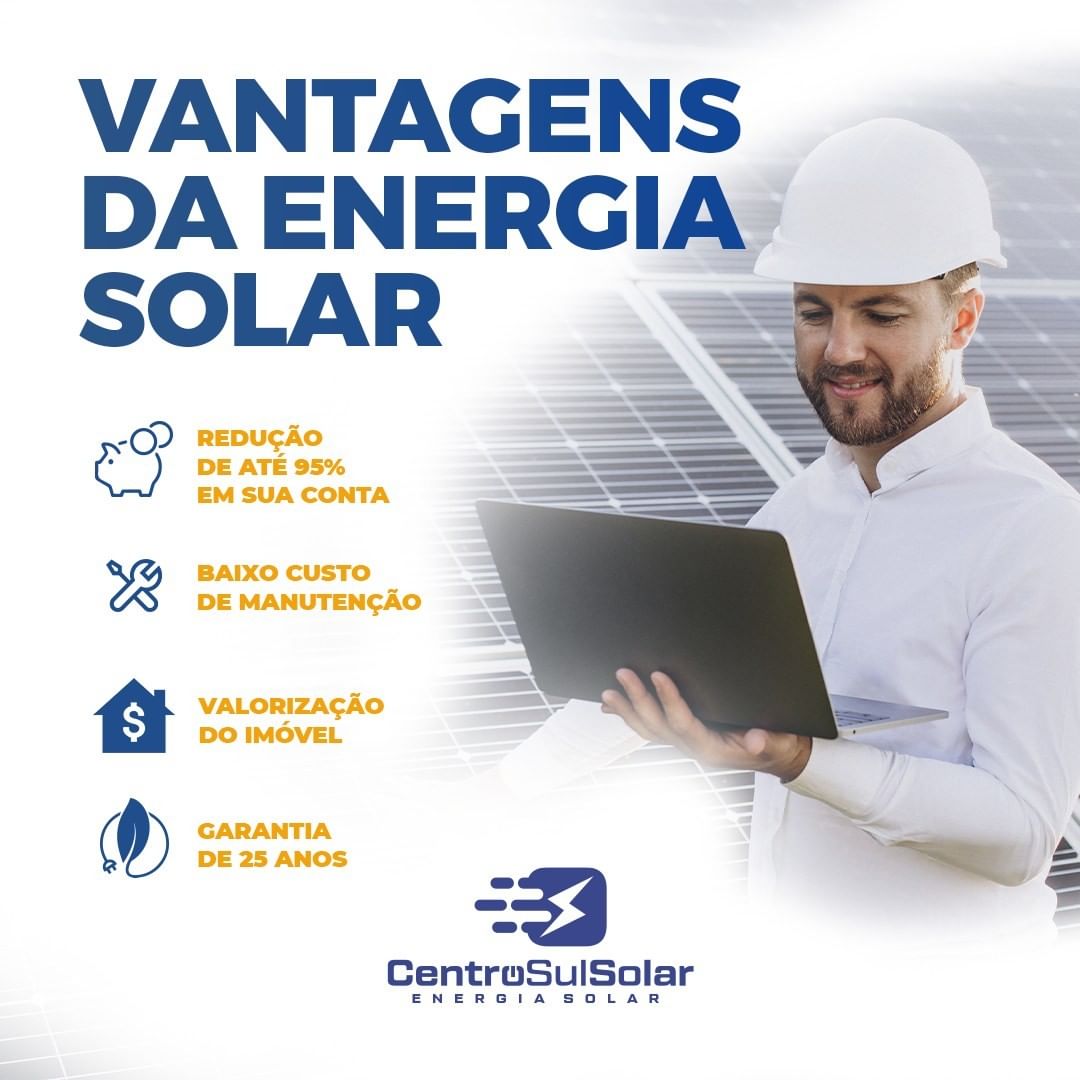 VANTAGENS
DA ENERGIA
SOLAR
REDUÇÃO
DE ATÉ 95%
EM SUA CONTA
BAIXO CUSTO
DE MANUTENÇÃO
$
VALORIZAÇÃO
DO IMÓVEL
GARANTIA
DE 25 ANOS
CentroSulSolar
ENERGIA SOLAR